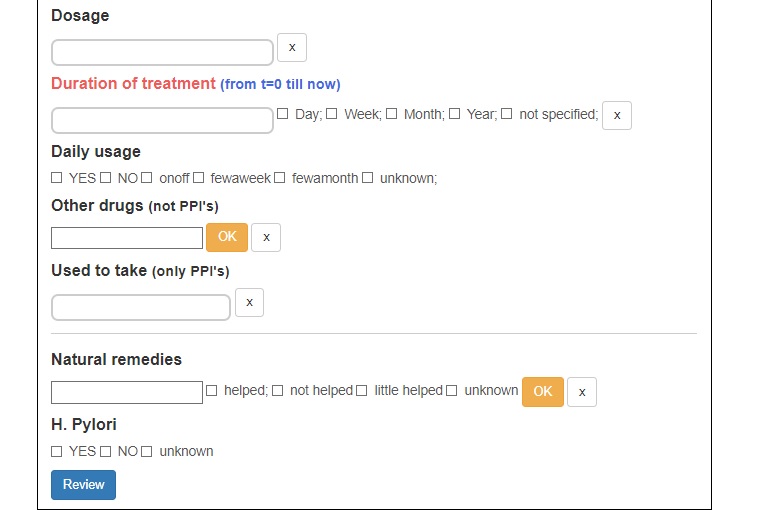 Dosage
x
Duration of treatment (from t=0 till now)
Day; Week; Month; Year; not specified; x
Daily usage
YES NO onoff fewaweek fewamonth unknown;
Other drugs (not PPI's)
OK x
Used to take (only PPI's)
x
Natural remedies
helped; not helped little helped unknown OK x
H. Pylori
YES NO unknown
Review